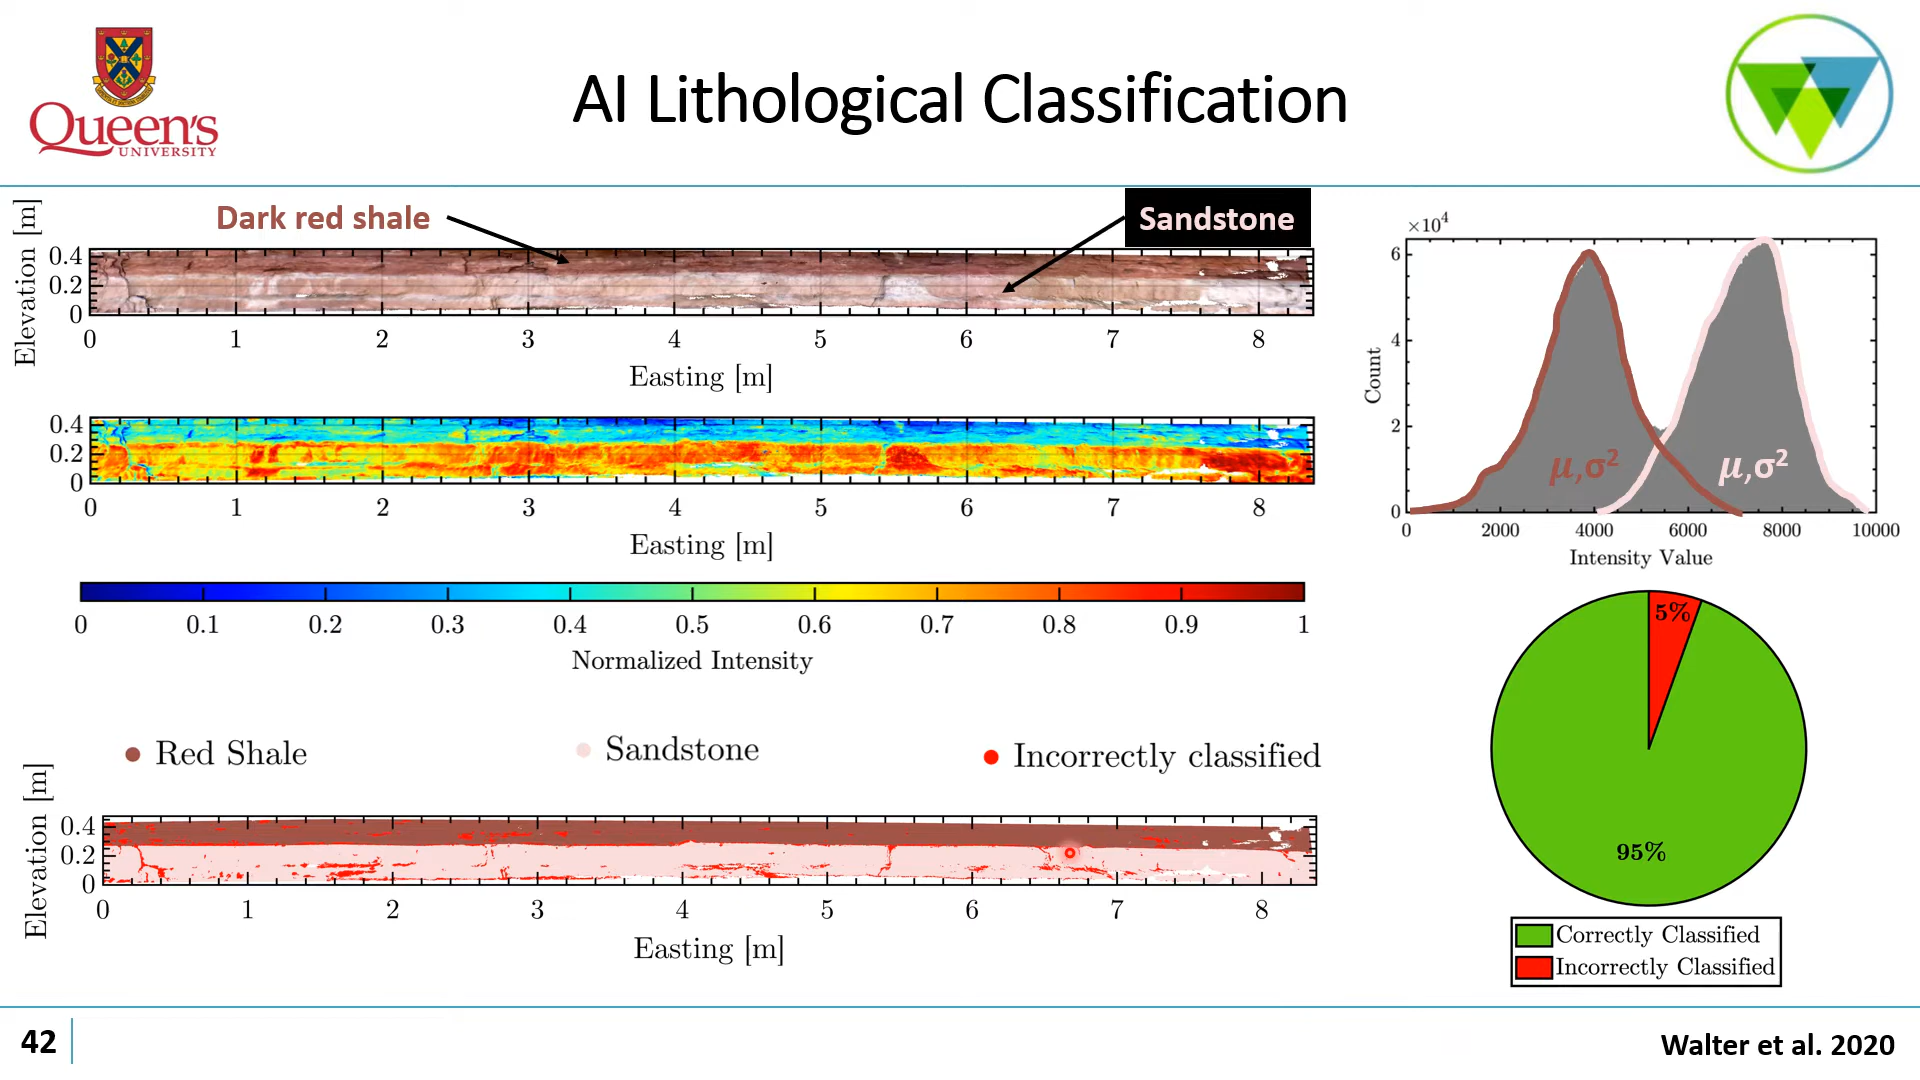 Queen's
UNIVERSITY
AI Lithological Classification
Dark red shale
Sandstone
Elevation [m]
0.4
0.2
0
0 1 2 3 4 5 6 7 8
Easting [m]
0.4
0.2
0
0 1 2 3 4 5 6 7 8
Easting [m]
0 0.1 0.2 0.3 0.4 0.5 0.6 0.7 0.8 0.9 1
Normalized Intensity
Red Shale
Sandstone
Incorrectly classified
Elevation [m]
0.4
0.2
0
0 1 2 3 4 5 6 7 8
Easting [m]
×10⁴
Count
6
4
2
0
μ,σ²
μ,σ²
0 2000 4000 6000 8000 10000
Intensity Value
5%
95%
Correctly Classified
Incorrectly Classified
42
Walter et al. 2020